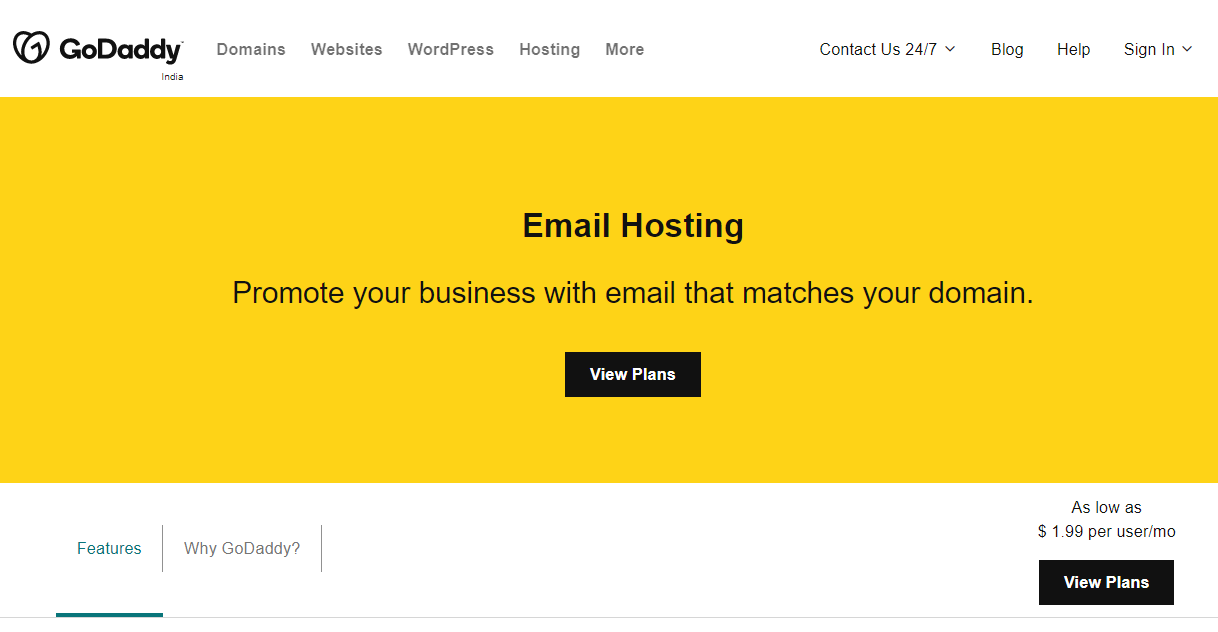 GoDaddy
India
Domains Websites WordPress Hosting More
Contact Us 24/7 Blog Help Sign In
Email Hosting
Promote your business with email that matches your domain.
View Plans
Features
Why GoDaddy?
As low as
$ 1.99 per user/mo
View Plans